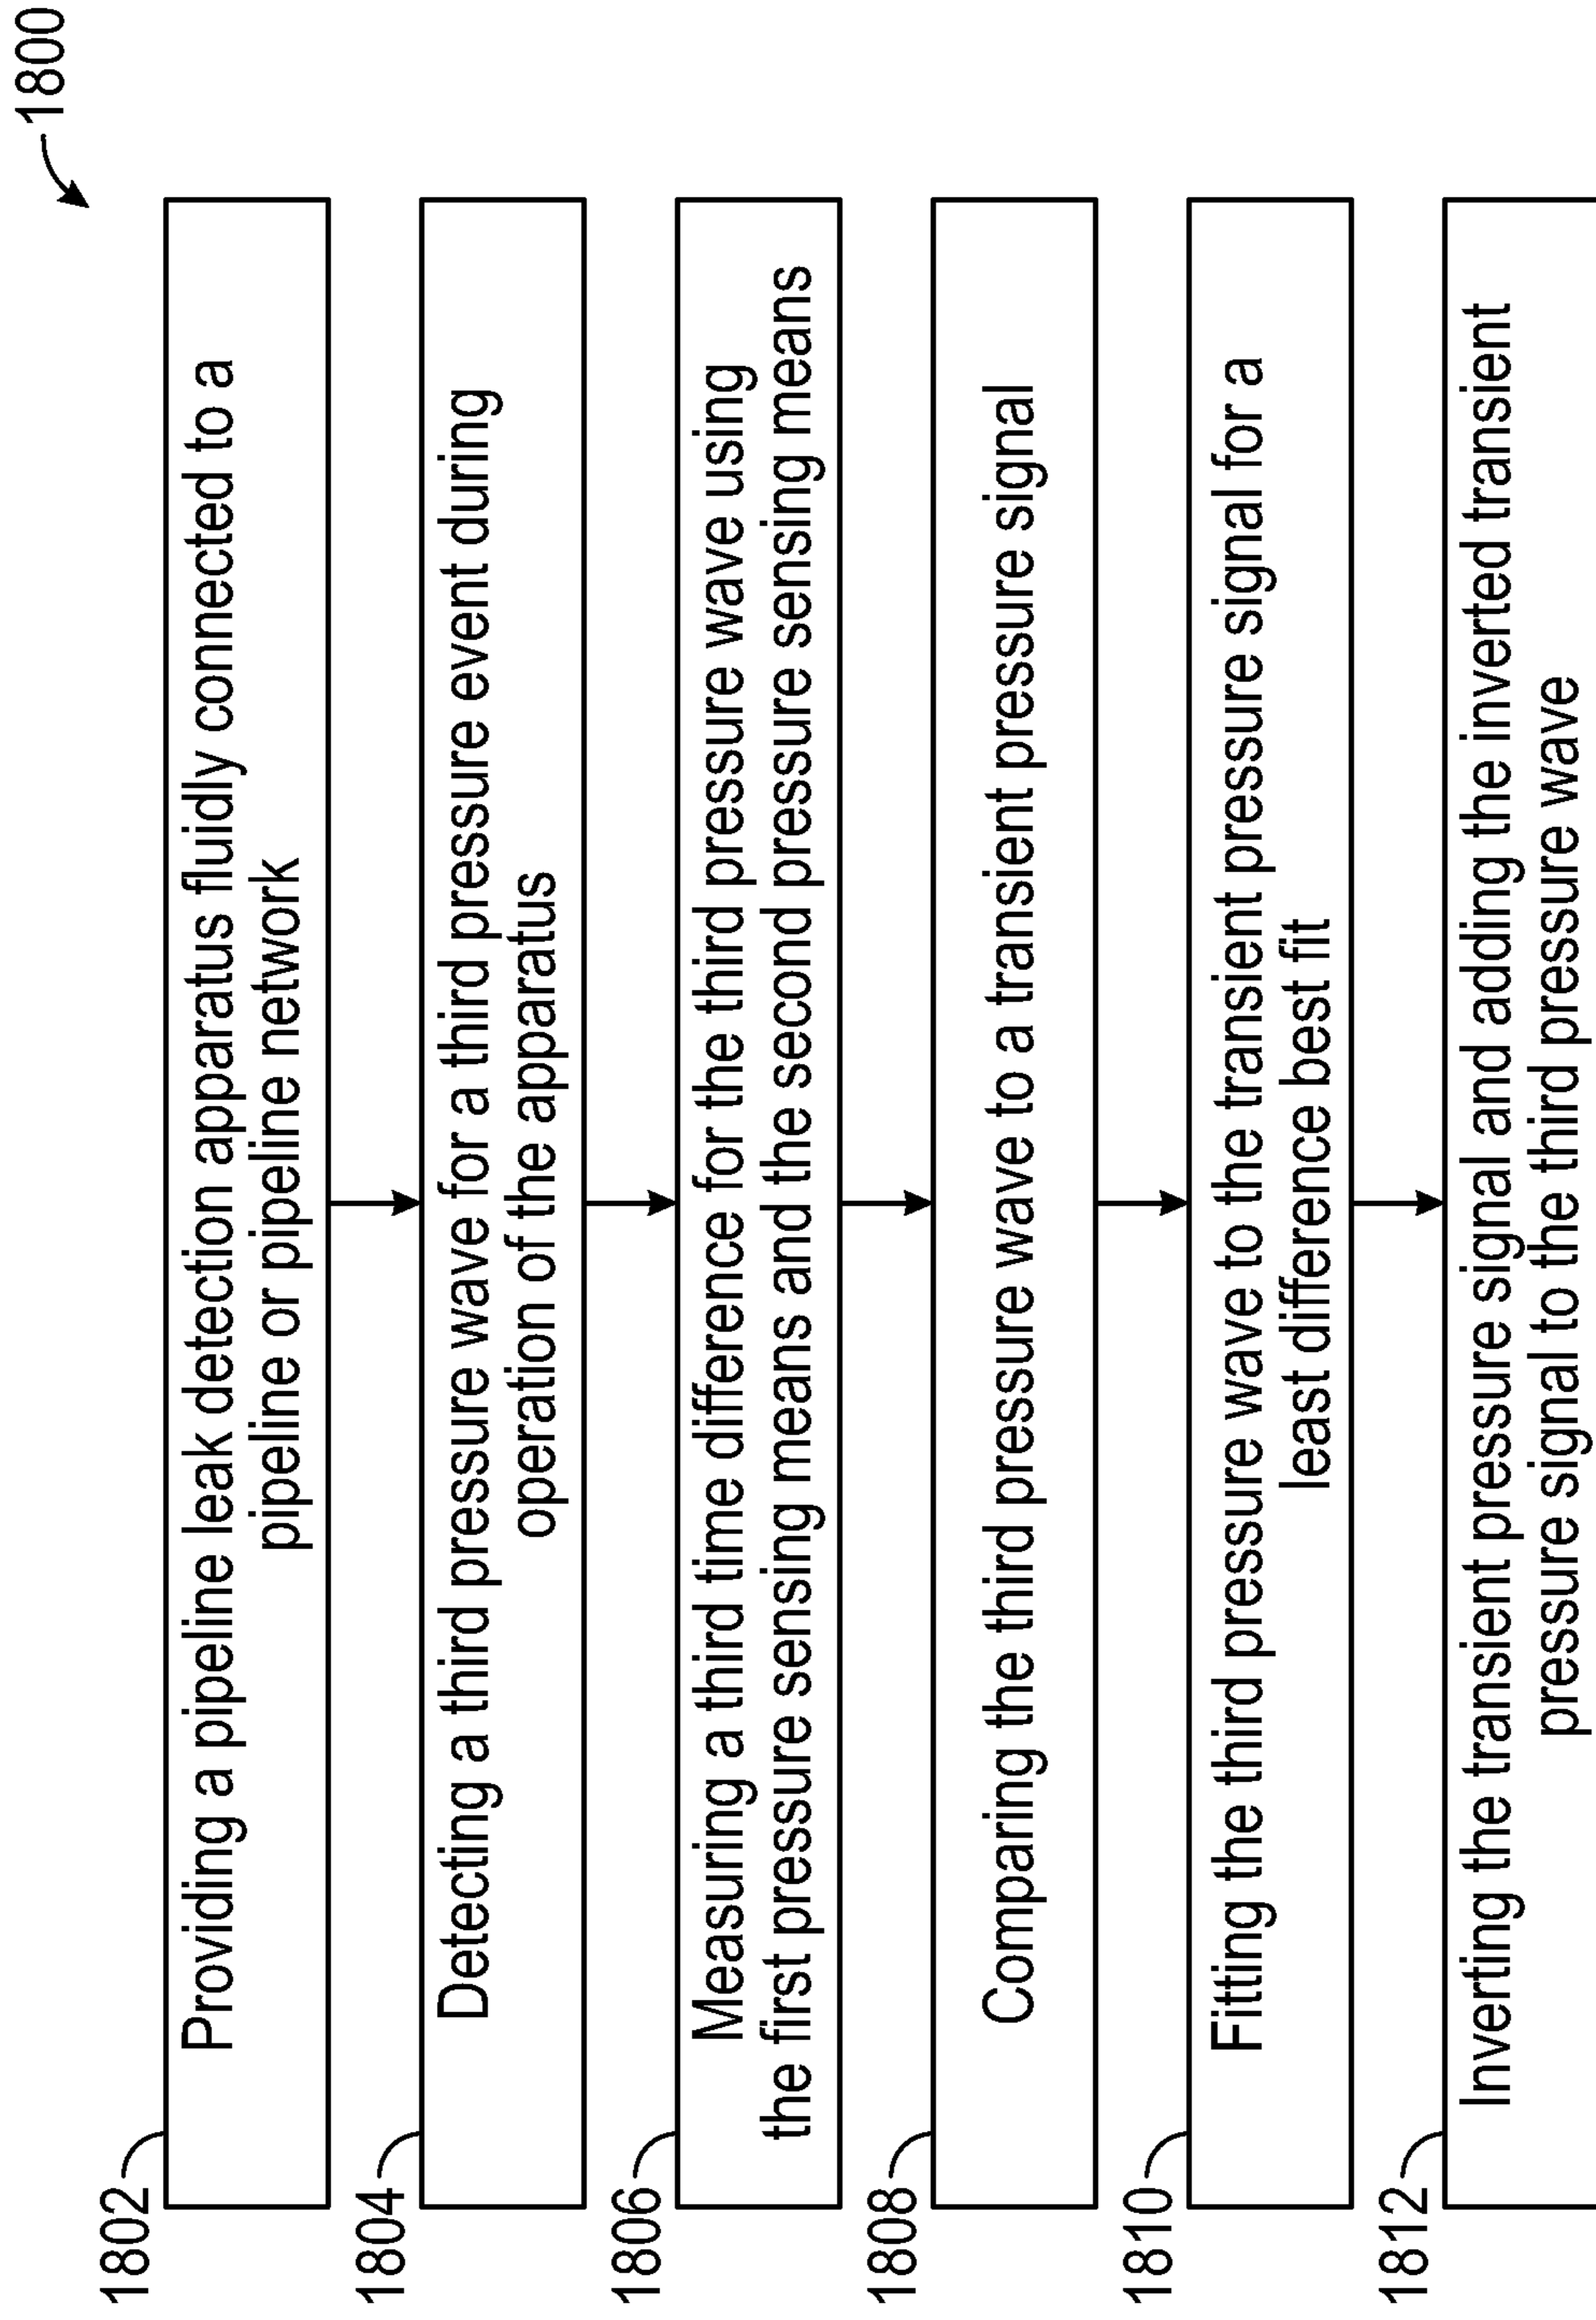 1800
1802
Providing a pipeline leak detection apparatus fluidly connected to a
pipeline or pipeline network
1804
Detecting a third pressure wave for a third pressure event during
operation of the apparatus
1806
Measuring a third time difference for the third pressure wave using
the first pressure sensing means and the second pressure sensing means
1808
Comparing the third pressure wave to a transient pressure signal
1810
Fitting the third pressure wave to the transient pressure signal for a
least difference best fit
1812
Inverting the transient pressure signal and adding the inverted transient
pressure signal to the third pressure wave